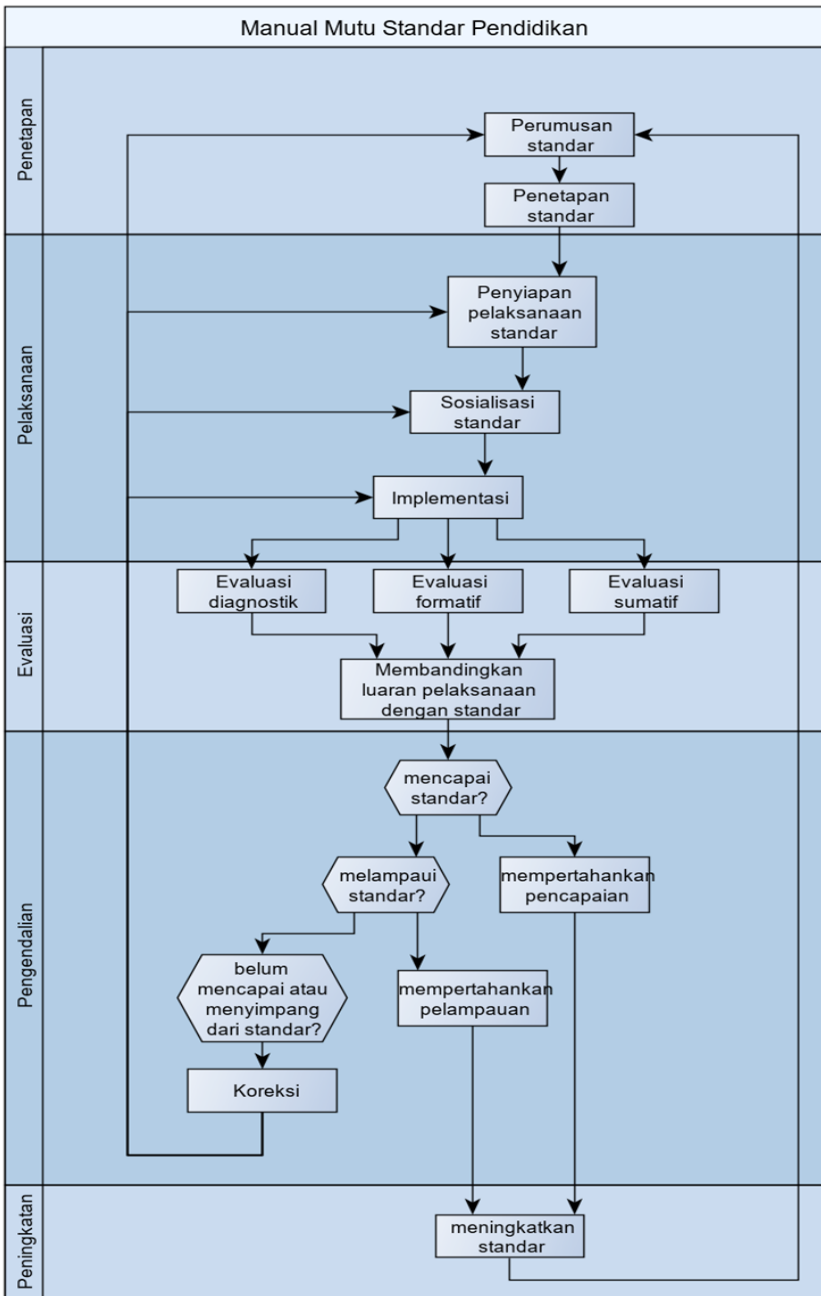 Manual Mutu Standar Pendidikan
Penetapan
Perumusan
standar
Penetapan
standar
Pelaksanaan
Penyiapan
pelaksanaan
standar
Sosialisasi
standar
Implementasi
Evaluasi
Evaluasi
diagnostik
Evaluasi
formatif
Evaluasi
sumatif
Membandingkan
luaran pelaksanaan
dengan standar
Pengendalian
mencapai
standar?
melampaui
standar?
mempertahankan
pencapaian
belum
mencapai atau
menyimpang
dari standar?
mempertahankan
pelampauan
Koreksi
Peningkatan
meningkatkan
standar